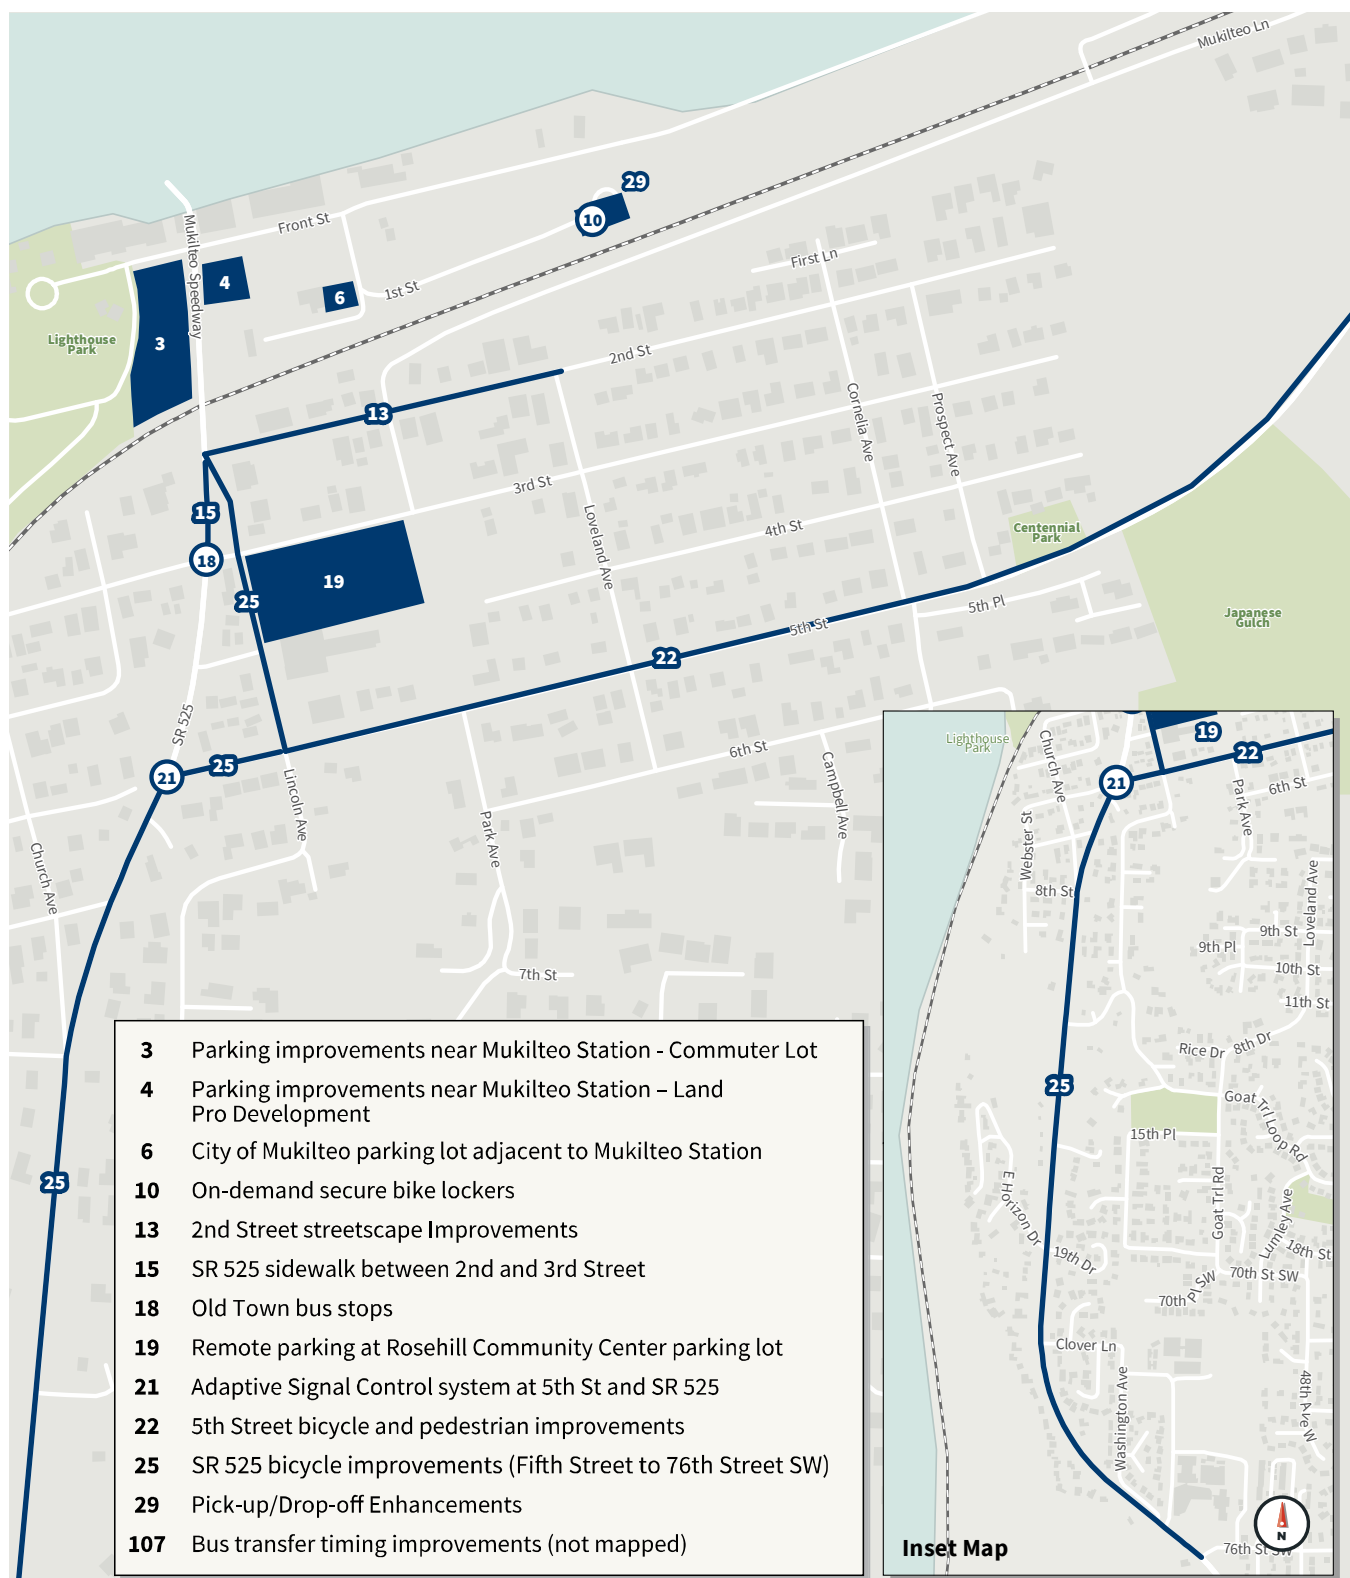 Mukilteo Ln
29
10
Mukilteo Speedway
Front St
4
6
1st St
First Ln
Lighthouse
Park
3
2nd St
13
Cornelia Ave
Prospect Ave
3rd St
15
Loveland Ave
4th St
Centennial
Park
18
19
25
5th Pl
Japanese
Gulch
5th St
22
SR 525
6th St
21
25
Lincoln Ave
Campbell Ave
Park Ave
Church Ave
7th St
25
3 Parking improvements near Mukilteo Station - Commuter Lot
4 Parking improvements near Mukilteo Station – Land
Pro Development
6 City of Mukilteo parking lot adjacent to Mukilteo Station
10 On-demand secure bike lockers
13 2nd Street streetscape Improvements
15 SR 525 sidewalk between 2nd and 3rd Street
18 Old Town bus stops
19 Remote parking at Rosehill Community Center parking lot
21 Adaptive Signal Control system at 5th St and SR 525
22 5th Street bicycle and pedestrian improvements
25 SR 525 bicycle improvements (Fifth Street to 76th Street SW)
29 Pick-up/Drop-off Enhancements
107 Bus transfer timing improvements (not mapped)
Lighthouse
Park
Church Ave
19
22
21
6th St
Park Ave
Webster St
8th St
Loveland Ave
9th St
9th Pl
10th St
11th St
Rice Dr
8th Dr
25
Goat Trl Loop Rd
15th Pl
E Horizon Dr
Goat Trl Rd
Lumley Ave
18th St
19th Dr
70th St SW
70th Pl SW
Clover Ln
Washington Ave
48th Ave W
N
76th St SW
Inset Map